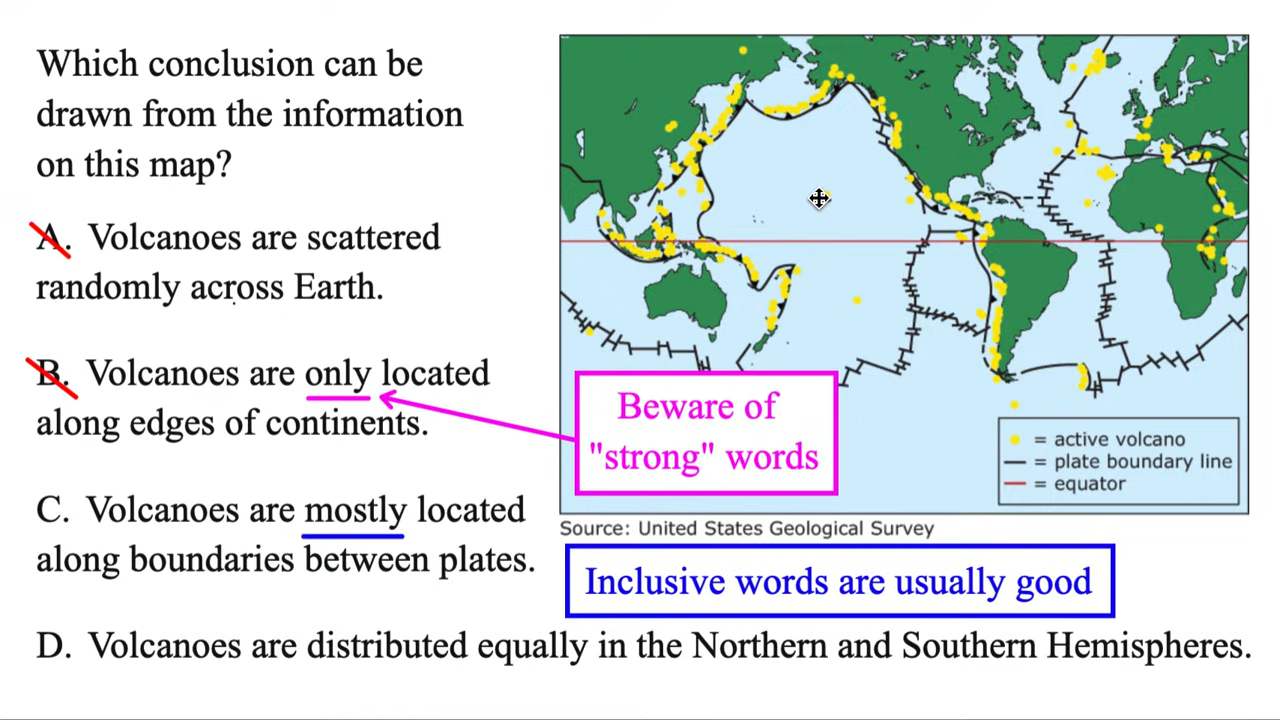 Which conclusion can be
drawn from the information
on this map?
A. Volcanoes are scattered
randomly across Earth.
B. Volcanoes are only located
along edges of continents.
C. Volcanoes are mostly located
along boundaries between plates.
D. Volcanoes are distributed equally in the Northern and Southern Hemispheres.
Beware of
"strong" words
= active volcano
= plate boundary line
= equator
Source: United States Geological Survey
Inclusive words are usually good